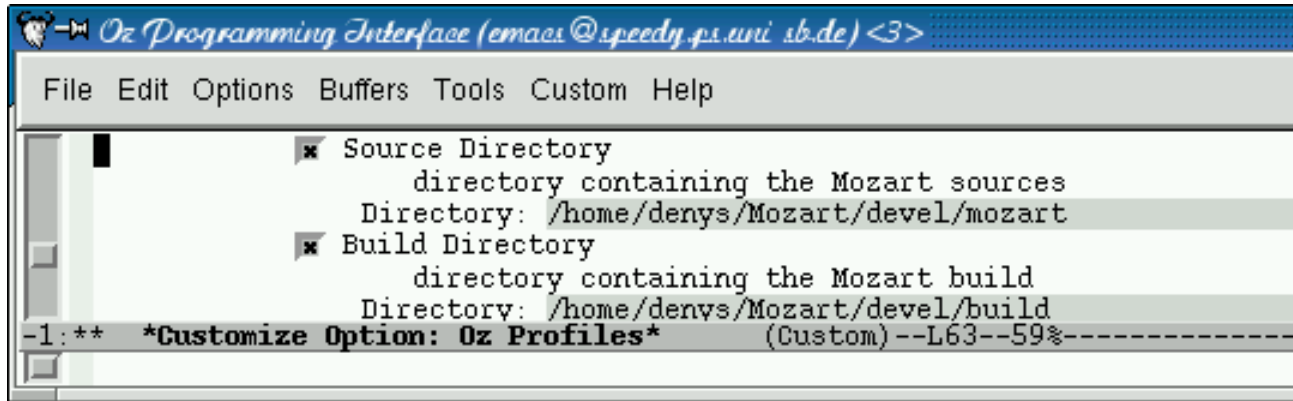 Oz Programming Interface (emacs@speedy.ps.uni sb.de) <3>
File Edit Options Buffers Tools Custom Help
Source Directory
directory containing the Mozart sources
Directory: /home/denys/Mozart/devel/mozart
Build Directory
directory containing the Mozart build
Directory: /home/denys/Mozart/devel/build
-1:** *Customize Option: Oz Profiles* (Custom)--L63--59%--------------